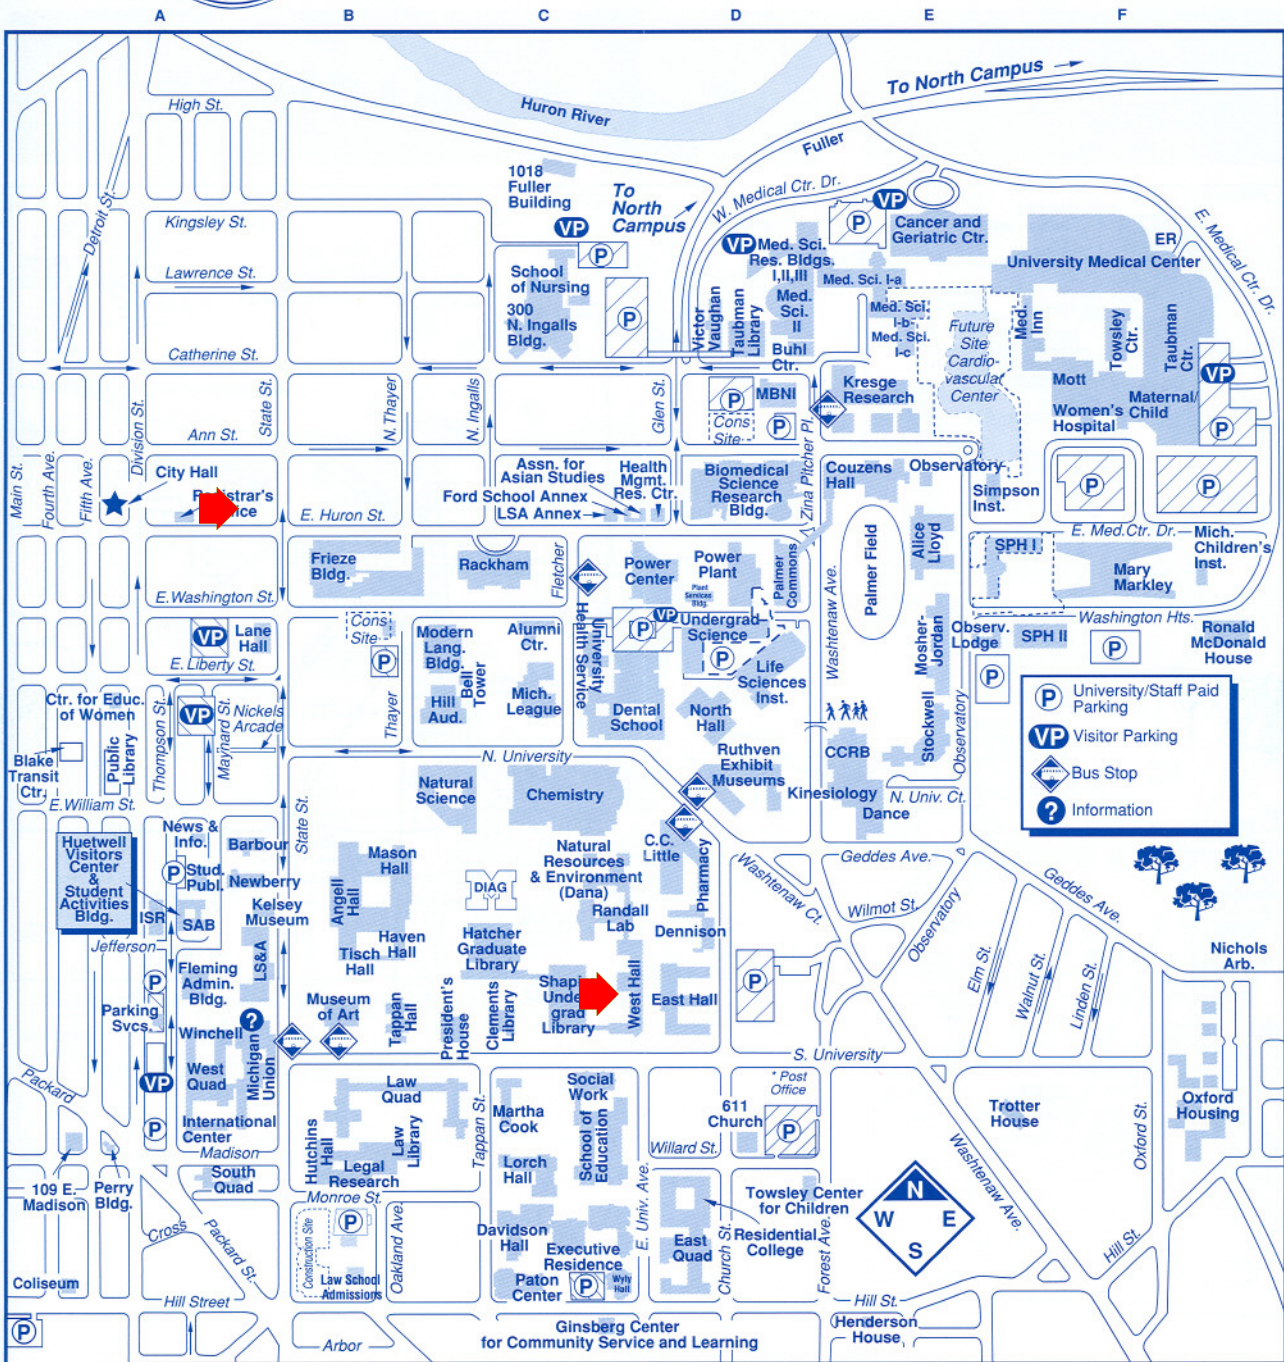 A B C D E F
To North Campus
High St.
Huron River
Fuller
1018
Fuller
Building
To
North
Campus
VP
W. Medical Ctr. Dr.
VP
P
Cancer and
Geriatric Ctr.
E. Medical Ctr. Dr.
ER
University Medical Center
Detroit St.
Kingsley St.
Lawrence St.
P
School
of Nursing
300
N. Ingalls
Bldg.
P
VP
Med. Sci.
Res. Bldgs.
I,II,III
Med. Sci. I-a
Med.
Sci.
II
Med. Sci.
I-b
Med. Sci.
I-c
Future
Site
Cardio-
vascular
Center
Med.
Inn
Towsley
Ctr.
Taubman
Ctr.
Victor
Vaughan
Taubman
Library
Buhl
Ctr.
Catherine St.
Division St.
State St.
N.Thayer
N. Ingalls
Glen St.
P
MBNI
Cons
Site
P
Zina Pitcher Pl.
Kresge
Research
Mott
Women's
Hospital
Maternal/
Child
VP
P
Ann St.
Main St.
Fourth Ave.
Fifth Ave.
City Hall
E. Huron St.
Assn. for
Asian Studies
Ford School Annex
LSA Annex
Health
Mgmt.
Res. Ctr.
Biomedical
Science
Research
Bldg.
Couzens
Hall
Observatory
Simpson
Inst.
P
P
E. Med.Ctr. Dr.
Mich.
Children's
Inst.
Frieze
Bldg.
Rackham
Fletcher
Power
Center
Power
Plant
Plant
Services
Bldg.
Palmer
Commons
Washtenaw Ave.
Palmer Field
Alice
Lloyd
SPH I
Mary
Markley
E.Washington St.
Washington Hts.
VP
Lane
Hall
E. Liberty St.
Cons
Site
P
Modern
Lang.
Bldg.
Bell
Tower
Hill
Aud.
Alumni
Ctr.
Mich.
League
University
Health Service
P
VP
Undergrad
Science
P
Life
Sciences
Inst.
Dental
School
North
Hall
Mosher-
Jordan
Stockwell
Observ.
Lodge
P
SPH II
P
Ronald
McDonald
House
Ctr. for Educ.
of Women
Blake
Transit
Ctr.
Public
Library
Thompson St.
VP
Maynard St.
Nickels
Arcade
Thayer
N. University
Ruthven
Exhibit
Museums
CCRB
Observatory
P University/Staff Paid
Parking
VP Visitor Parking
Bus Stop
? Information
E.William St.
State St.
Natural
Science
Chemistry
Kinesiology
Dance
N. Univ. Ct.
Huetwell
Visitors
Center
&
Student
Activities
Bldg.
News &
Info.
P
Stud.
Publ.
ISR
SAB
Barbour
Newberry
Kelsey
Museum
Mason
Hall
Angell
Hall
Tisch
Hall
Haven
Hall
M
DIAG
Natural
Resources
& Environment
(Dana)
C.C.
Little
Pharmacy
Washtenaw Ct.
Geddes Ave.
Wilmot St.
Observatory
Geddes Ave.
Randall
Lab
Dennison
Jefferson
P
Parking
Svcs.
Fleming
Admin.
Bldg.
LS&A
Winchell
?
Museum
of Art
Tappan
Hall
President's
House
Hatcher
Graduate
Library
Clements
Library
grad
Library
West Hall
East Hall
P
Elm St.
Walnut St.
Linden St.
Nichols
Arb.
S. University
Packard
VP
P
West
Quad
Michigan
Union
International
Center
Madison
Law
Quad
Hutchins
Hall
Law
Library
Legal
Research
Tappan St.
Martha
Cook
Lorch
Hall
Social
Work
School of
Education
* Post
Office
611
Church
P
Willard St.
Trotter
House
Washtenaw Ave.
Oxford St.
Oxford
Housing
109 E.
Madison
Perry
Bldg.
South
Quad
Monroe St.
Construction Site
P
Law School
Admissions
Oakland Ave.
Davidson
Hall
Executive
Residence
Paton
Center
P
Wyly
Hall
E. Univ. Ave.
East
Quad
Church St.
Towsley Center
for Children
Residential
College
Forest Ave.
N
W E
S
Hill St.
Cross
Packard St.
Coliseum
P
Hill Street
Arbor
Ginsberg Center
for Community Service and Learning
Hill St.
Henderson
House